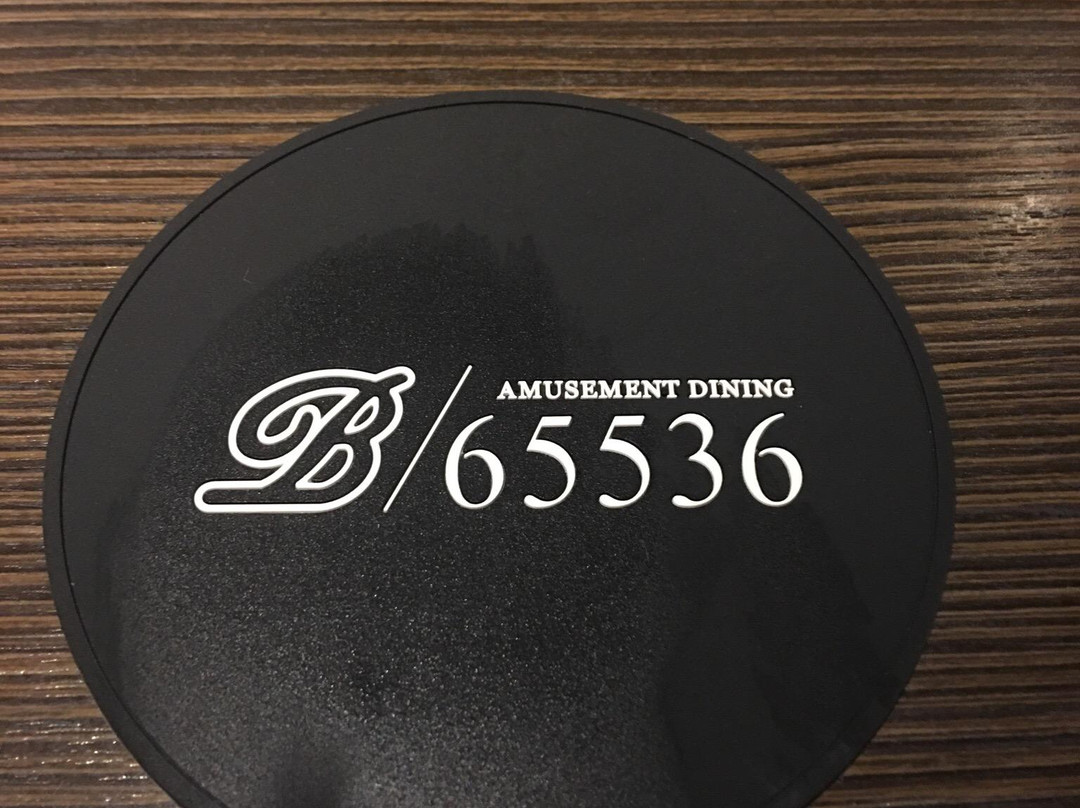 B/
AMUSEMENT DINING
65536